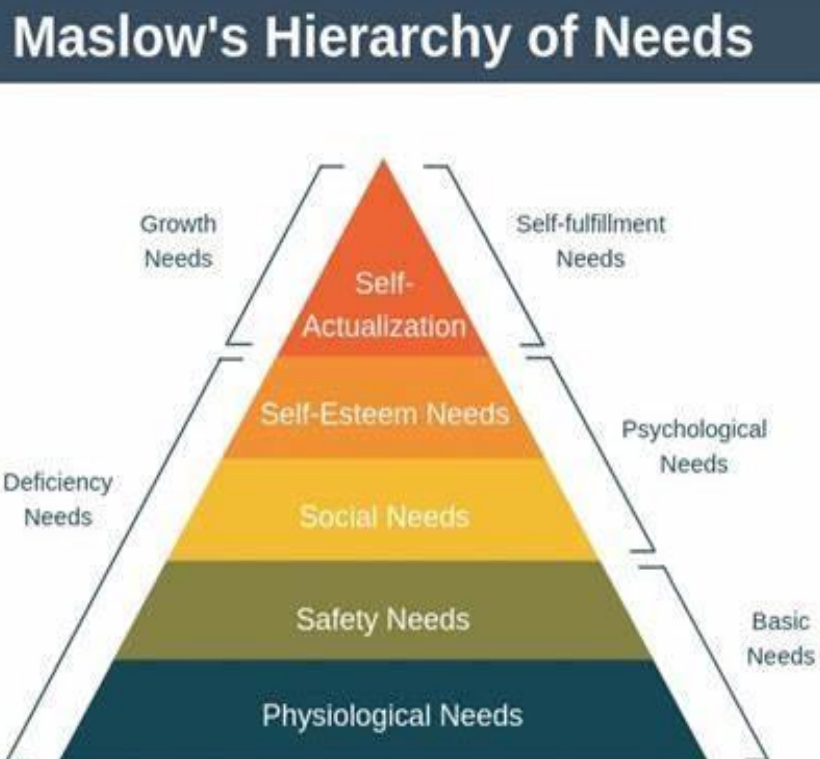 Maslow's Hierarchy of Needs
Growth
Needs
Self-fulfillment
Needs
Self-
Actualization
Self-Esteem Needs
Psychological
Needs
Deficiency
Needs
Social Needs
Safety Needs
Basic
Needs
Physiological Needs